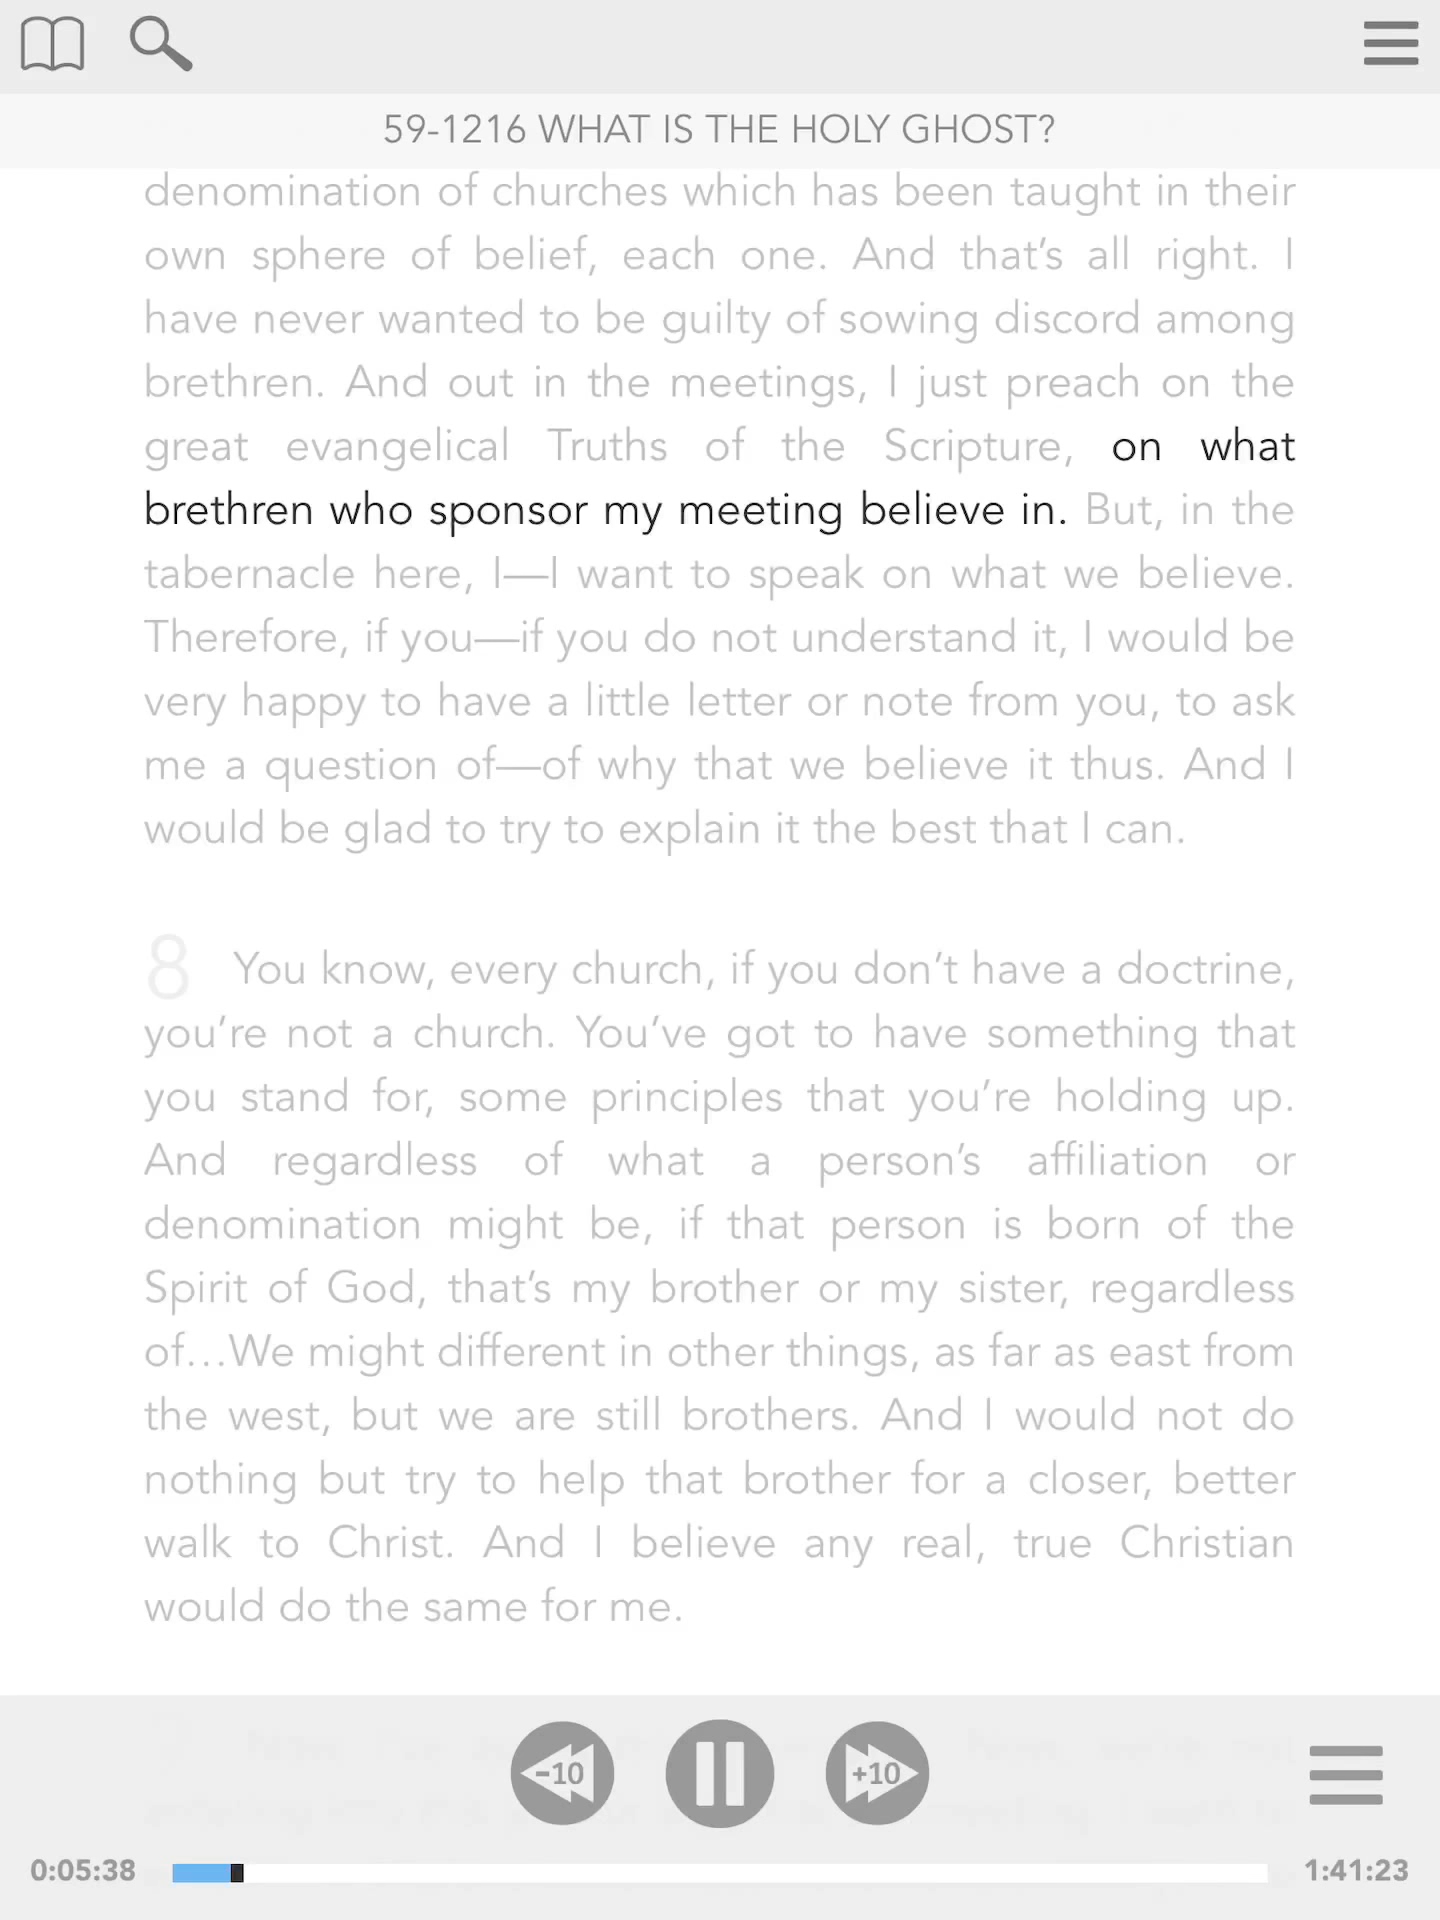 59-1216 WHAT IS THE HOLY GHOST?
denomination of churches which has been taught in their
own sphere of belief, each one. And that’s all right. I
have never wanted to be guilty of sowing discord among
brethren. And out in the meetings, I just preach on the
great evangelical Truths of the Scripture, on what
brethren who sponsor my meeting believe in. But, in the
tabernacle here, I—I want to speak on what we believe.
Therefore, if you—if you do not understand it, I would be
very happy to have a little letter or note from you, to ask
me a question of—of why that we believe it thus. And I
would be glad to try to explain it the best that I can.
8 You know, every church, if you don’t have a doctrine,
you’re not a church. You’ve got to have something that
you stand for, some principles that you’re holding up.
And regardless of what a person’s affiliation or
denomination might be, if that person is born of the
Spirit of God, that’s my brother or my sister, regardless
of…We might different in other things, as far as east from
the west, but we are still brothers. And I would not do
nothing but try to help that brother for a closer, better
walk to Christ. And I believe any real, true Christian
would do the same for me.
-10 +10
0:05:38 1:41:23